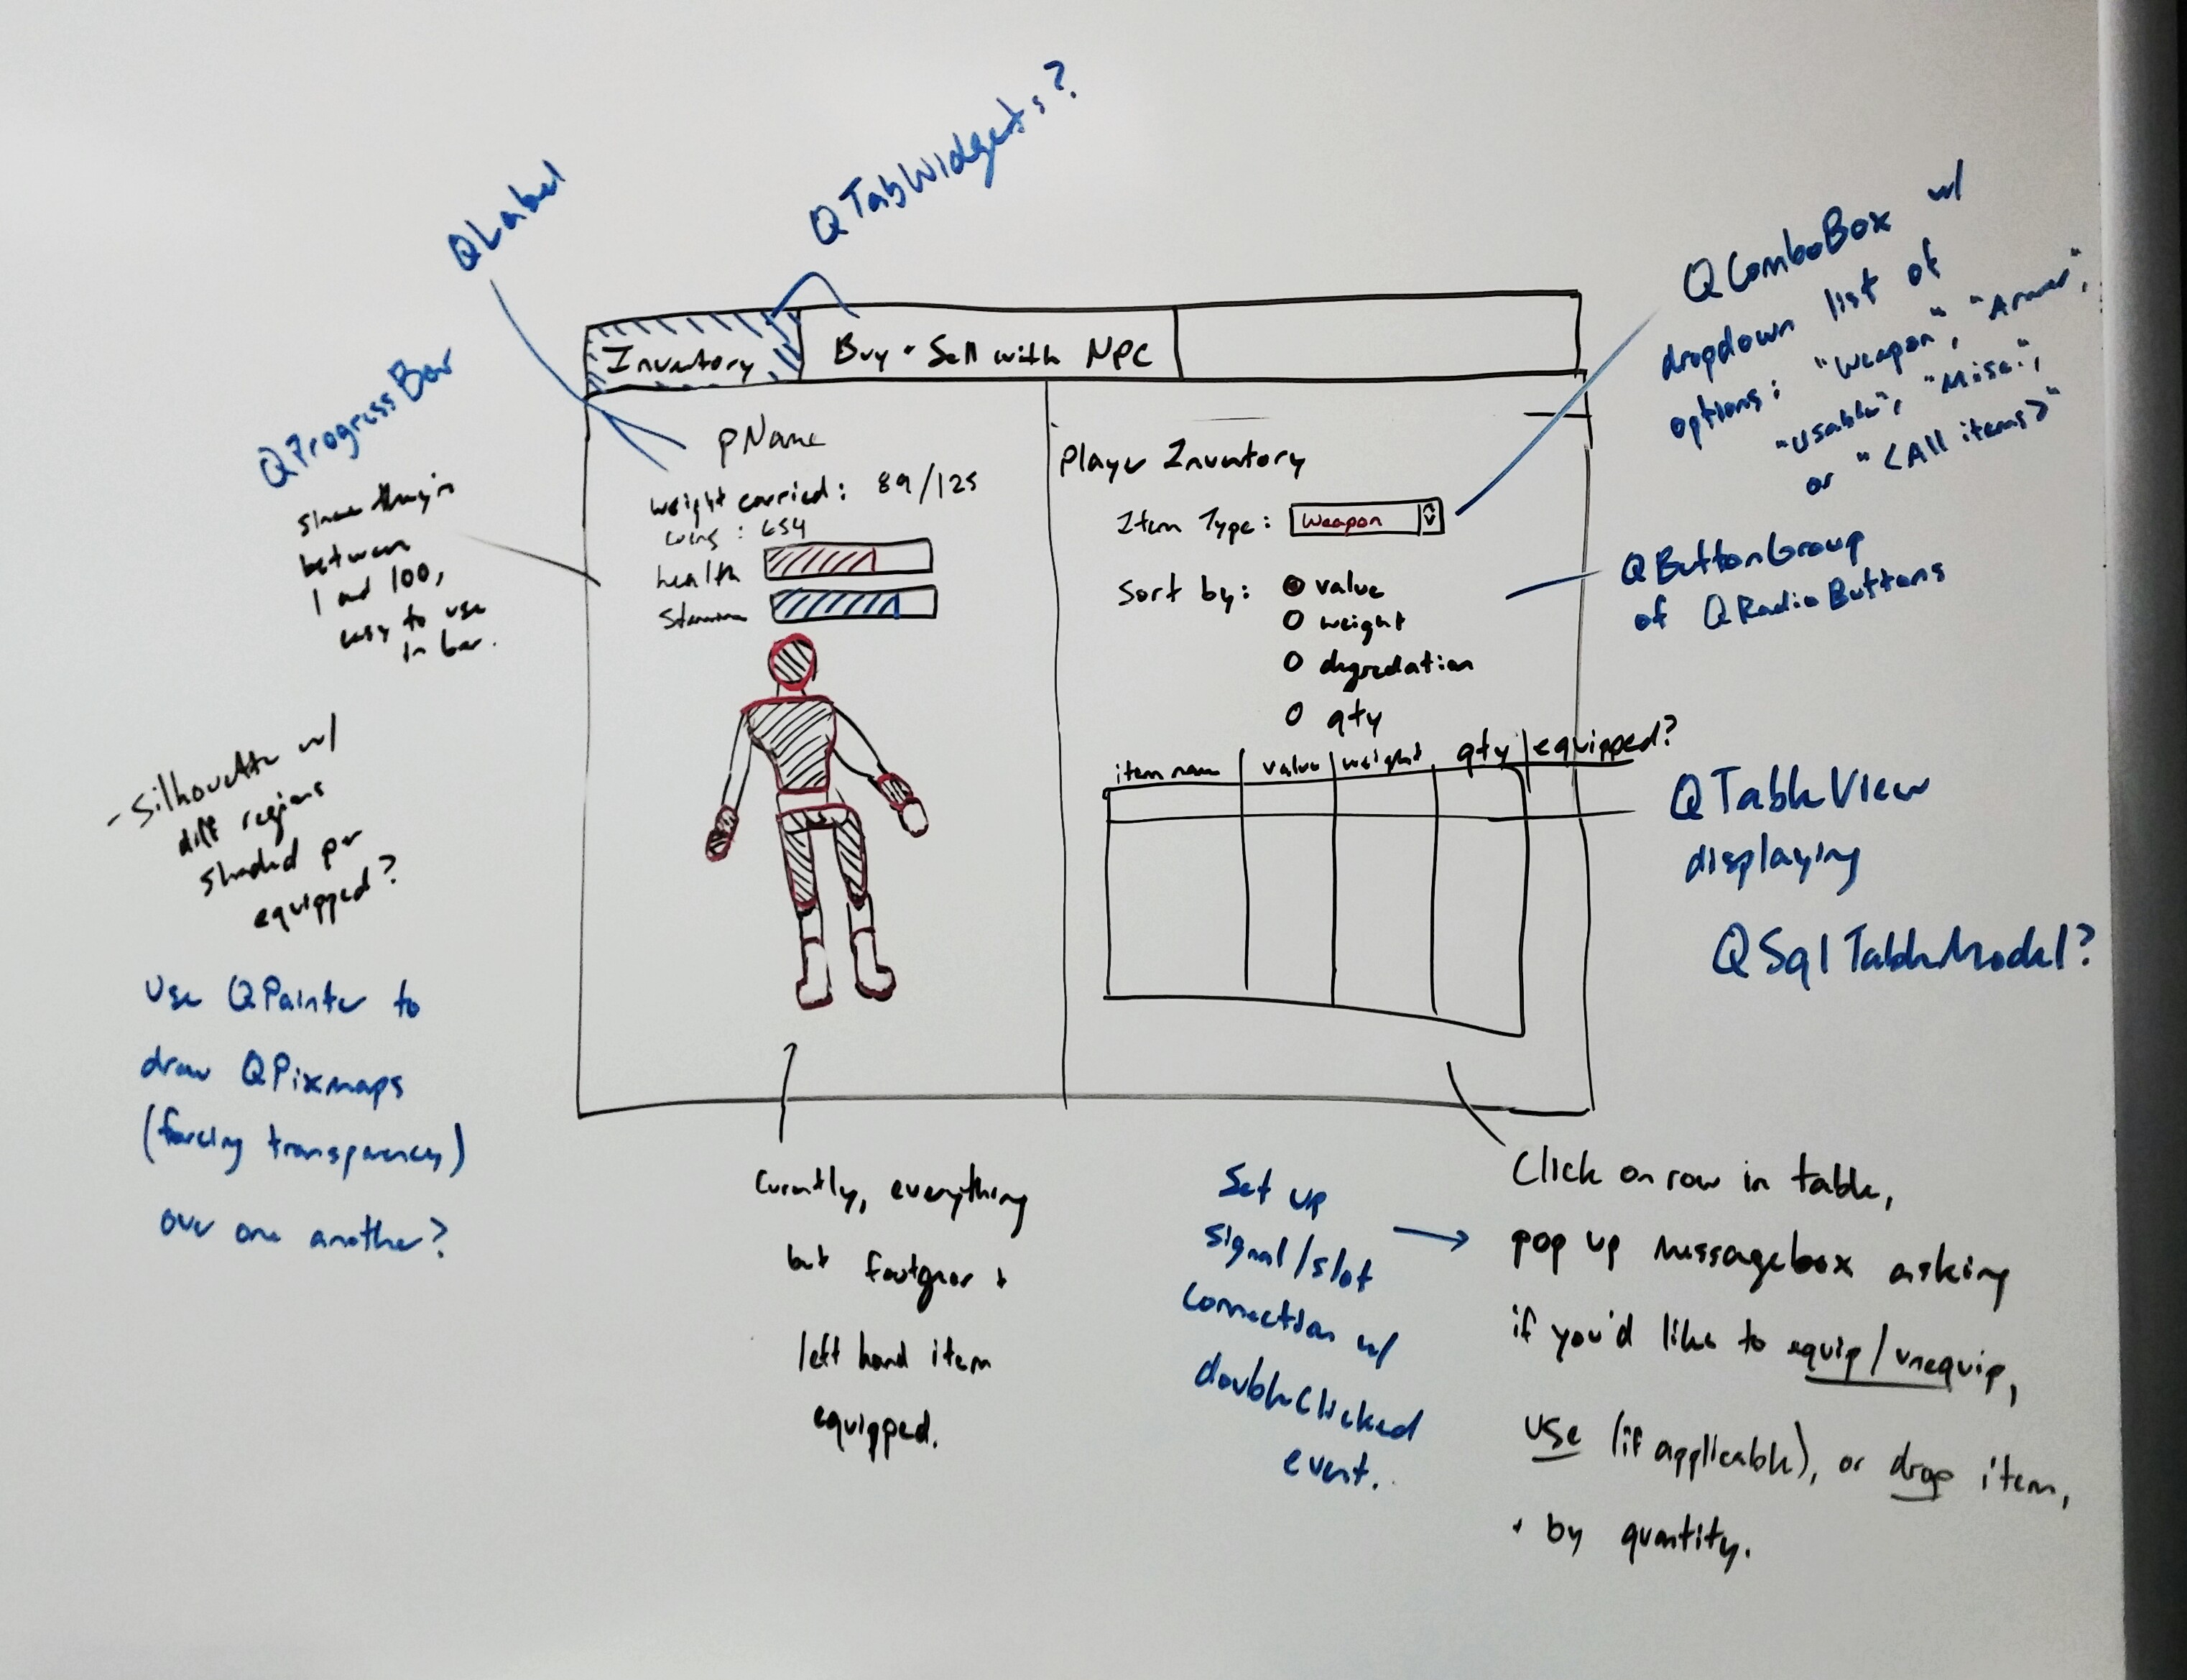 QTabWidgets?
QLabel
QComboBox w/
dropdown list of
options: "Weapon", "Armor",
"Usable", "Misc.",
or "<All items>"
QProgressBar
since they're
between
1 and 100,
easy to use
in bar.
Inventory
Buy + Sell with NPC
pName
weight carried: 89/125
coins: 654
health
Stamina
Player Inventory
Item Type: Weapon
Sort by: value
weight
degradation
qty
QButtonGroup
of QRadioButtons
item name value weight qty equipped?
QTableView
displaying
QSqlTableModel?
- Silhouette w/
diff regions
shaded per
equipped?
use QPainter to
draw QPixmaps
(forcing transparency)
over one another?
Currently, everything
but footgear +
left hand item
equipped.
Set up
signal/slot
connection w/
doubleClicked
event.
Click on row in table,
pop up messagebox asking
if you'd like to equip/unequip,
use (if applicable), or drop item,
+ by quantity.